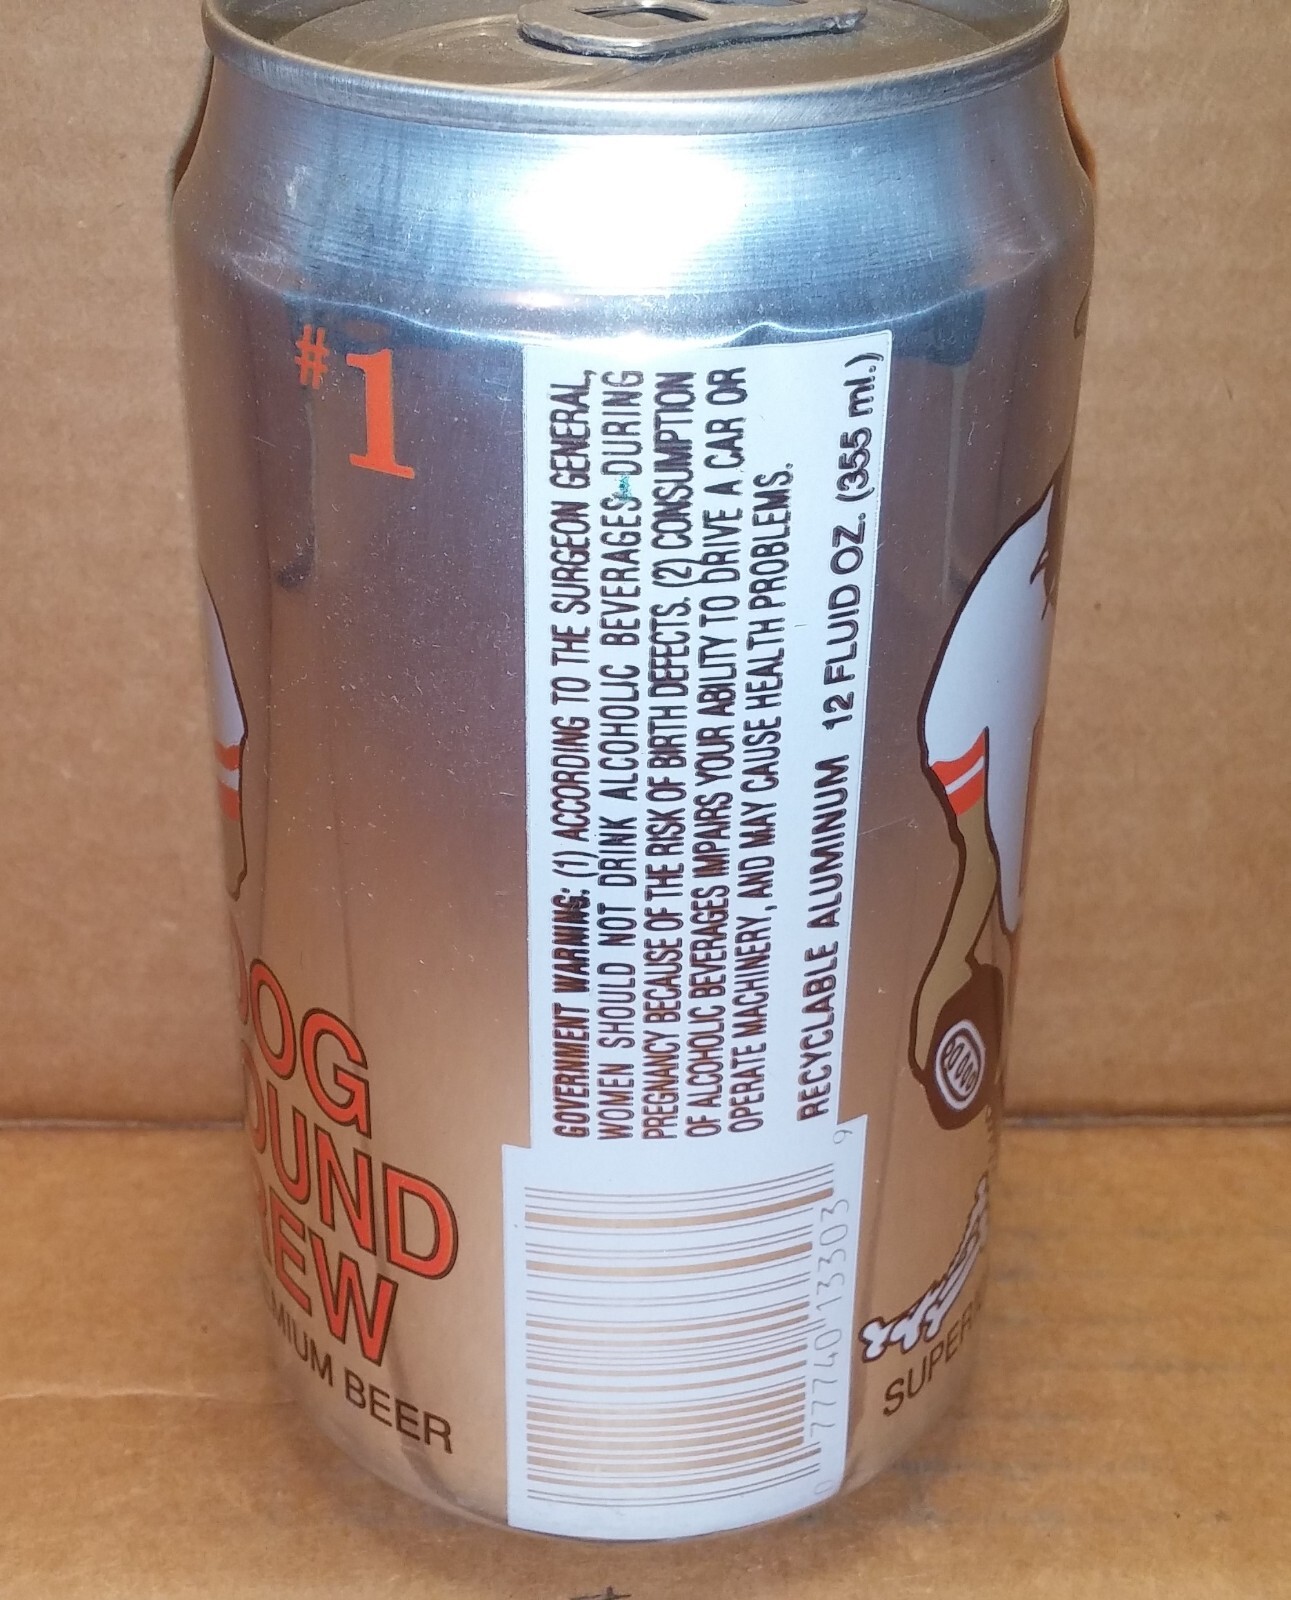 #1
DOG
OUND
REW
MIUM BEER
GOVERNMENT WARNING: (1) ACCORDING TO THE SURGEON GENERAL,
WOMEN SHOULD NOT DRINK ALCOHOLIC BEVERAGES DURING
PREGNANCY BECAUSE OF THE RISK OF BIRTH DEFECTS. (2) CONSUMPTION
OF ALCOHOLIC BEVERAGES IMPAIRS YOUR ABILITY TO DRIVE A CAR OR
OPERATE MACHINERY, AND MAY CAUSE HEALTH PROBLEMS.
RECYCLABLE ALUMINUM 12 FLUID OZ. (355 ml.)
0 77740 13303 9
SUPER